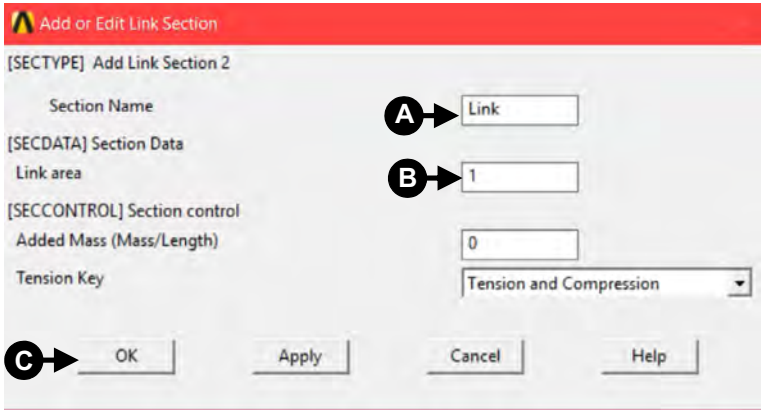 Add or Edit Link Section
[SECTYPE] Add Link Section 2
Section Name A Link
[SECDATA] Section Data
Link area B 1
[SECCONTROL] Section control
Added Mass (Mass/Length) 0
Tension Key Tension and Compression
C OK Apply Cancel Help